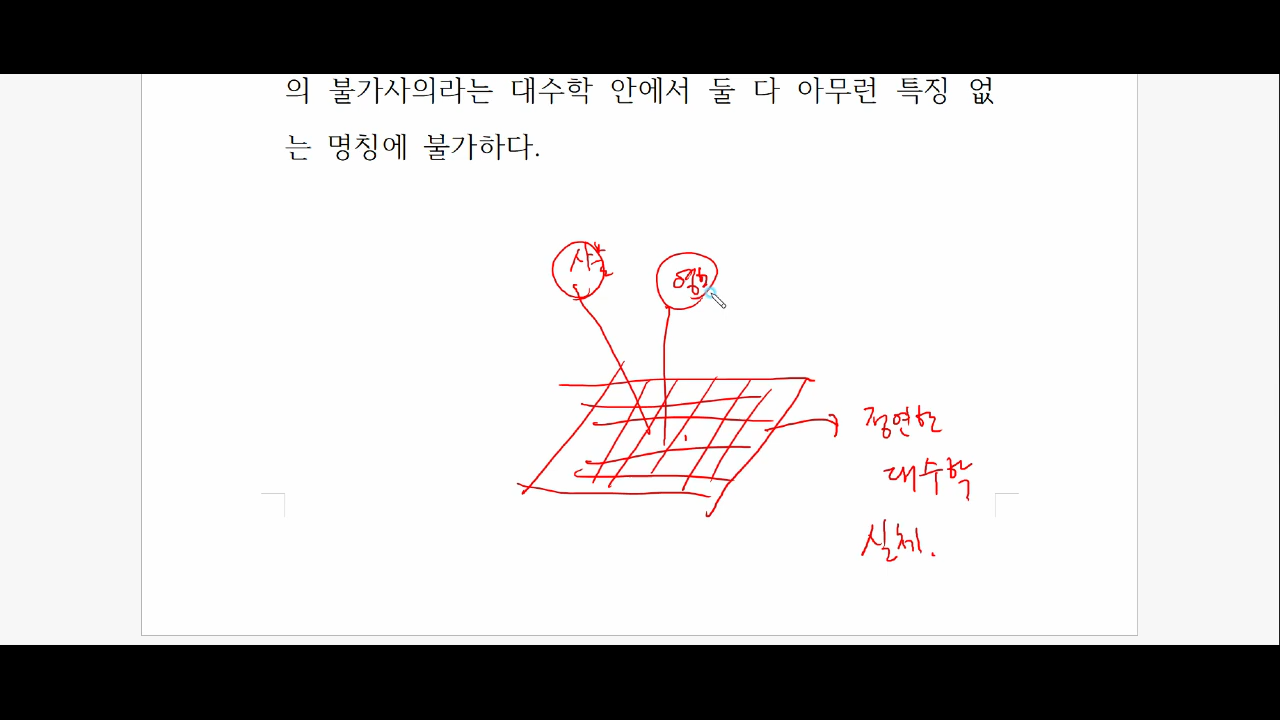 의 불가사의라는 대수학 안에서 둘 다 아무런 특징 없
는 명칭에 불가하다.
정연한
대수학
실체.